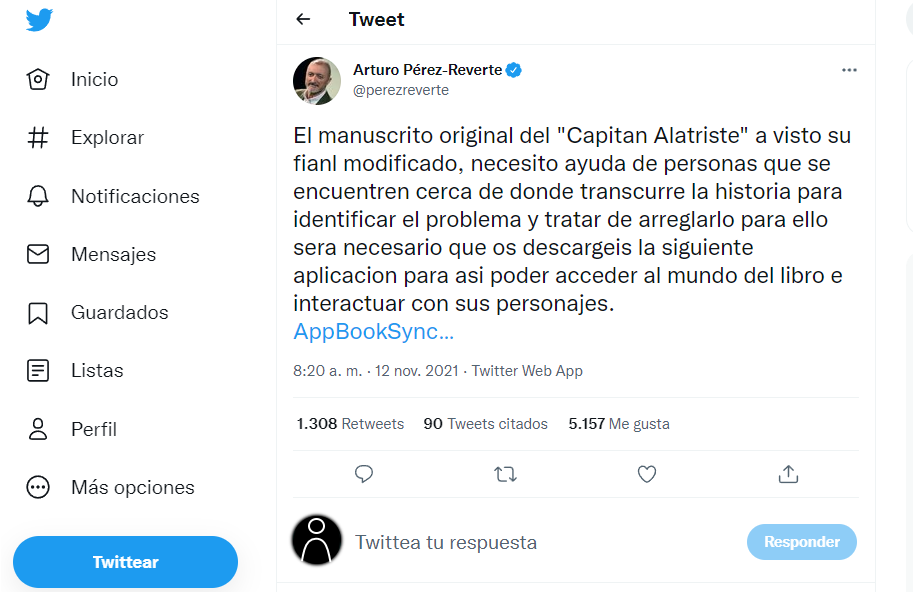 Tweet
Inicio
Explorar
Notificaciones
Mensajes
Guardados
Listas
Perfil
Más opciones
Twittear
Arturo Pérez-Reverte
@perezreverte
El manuscrito original del "Capitan Alatriste" a visto su
fianl modificado, necesito ayuda de personas que se
encuentren cerca de donde transcurre la historia para
identificar el problema y tratar de arreglarlo para ello
sera necesario que os descargeis la siguiente
aplicacion para asi poder acceder al mundo del libro e
interactuar con sus personajes.
AppBookSync...
8:20 a. m. · 12 nov. 2021 · Twitter Web App
1.308 Retweets 90 Tweets citados 5.157 Me gusta
Twittea tu respuesta
Responder